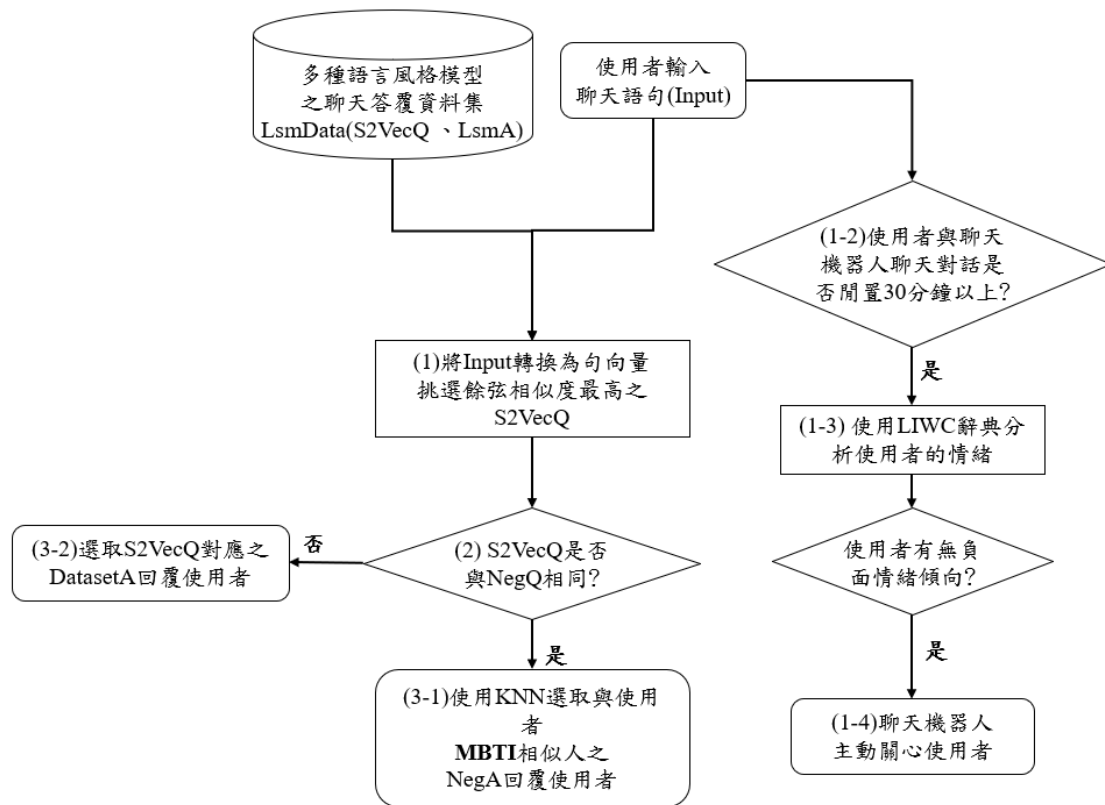 多種語言風格模型
之聊天答覆資料集
LsmData(S2VecQ 、LsmA)
使用者輸入
聊天語句(Input)
(1-2)使用者與聊天
機器人聊天對話是
否閒置30分鐘以上?
(1)將Input轉換為句向量
挑選餘弦相似度最高之
S2VecQ
是
(1-3) 使用LIWC辭典分
析使用者的情緒
(3-2)選取S2VecQ對應之
DatasetA回覆使用者
否
(2) S2VecQ是否
與NegQ相同?
使用者有無負
面情緒傾向?
是
是
(3-1)使用KNN選取與使用
者
MBTI相似人之
NegA回覆使用者
(1-4)聊天機器人
主動關心使用者